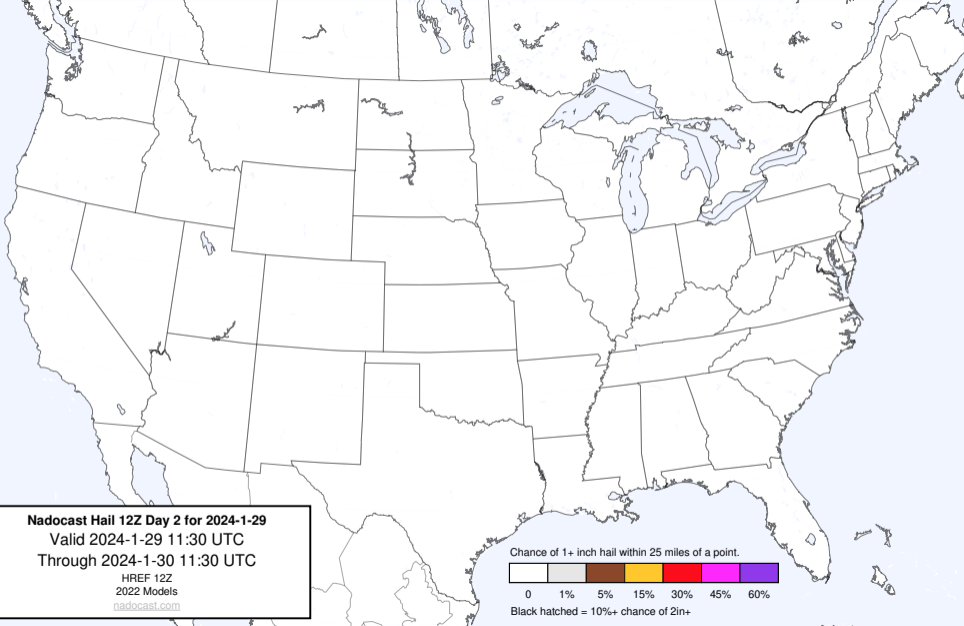 Nadocast Hail 12Z Day 2 for 2024-1-29
Valid 2024-1-29 11:30 UTC
Through 2024-1-30 11:30 UTC
HREF 12Z
2022 Models
nadocast.com
Chance of 1+ inch hail within 25 miles of a point.
0 1% 5% 15% 30% 45% 60%
Black hatched = 10%+ chance of 2in+